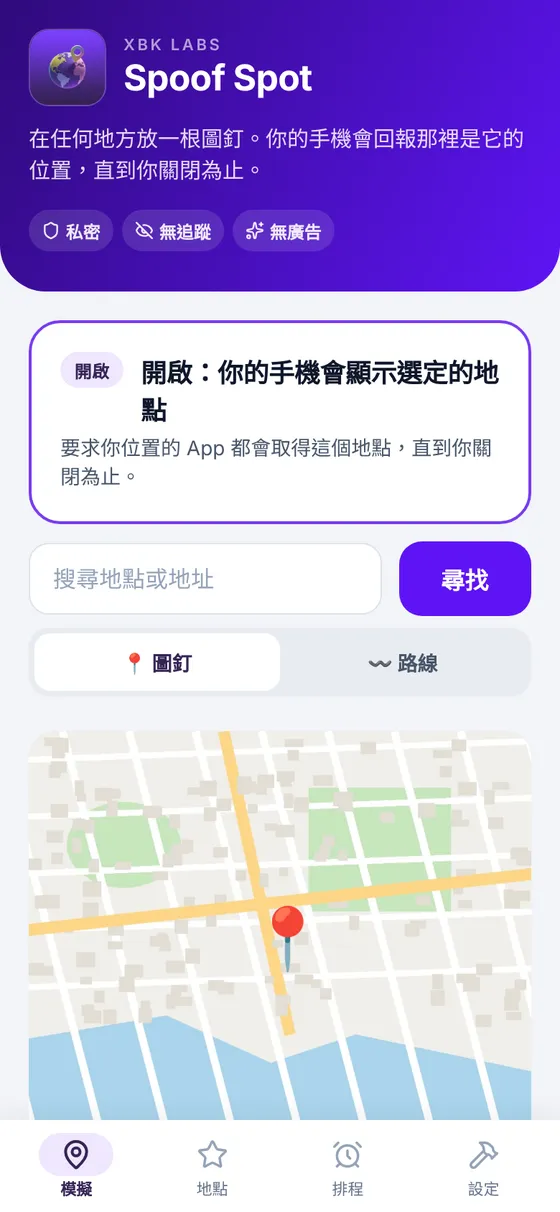 XBK LABS
Spoof Spot
在任何地方放一根圖釘。你的手機會回報那裡是它的
位置，直到你關閉為止。
私密
無追蹤
無廣告
開啟
開啟：你的手機會顯示選定的地
點
要求你位置的 App 都會取得這個地點，直到你關
閉為止。
搜尋地點或地址
尋找
圖釘
路線
模擬
地點
排程
設定